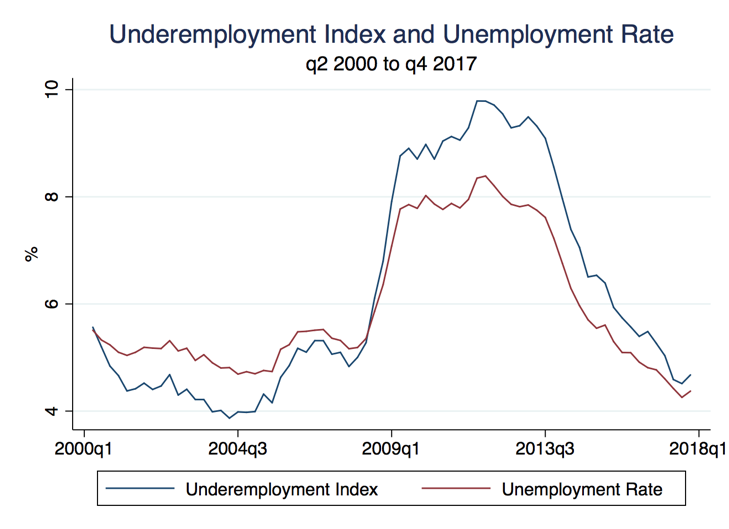 Underemployment Index and Unemployment Rate
q2 2000 to q4 2017
%
10
8
6
4
2000q1 2004q3 2009q1 2013q3 2018q1
Underemployment Index Unemployment Rate